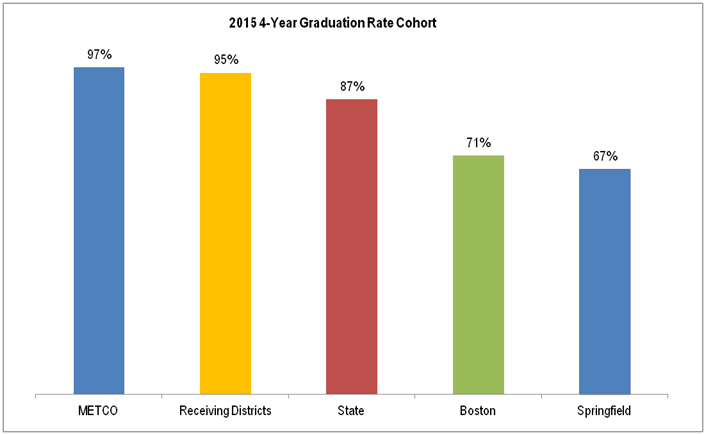 2015 4-Year Graduation Rate Cohort
97%
95%
87%
71%
67%
METCO
Receiving Districts
State
Boston
Springfield